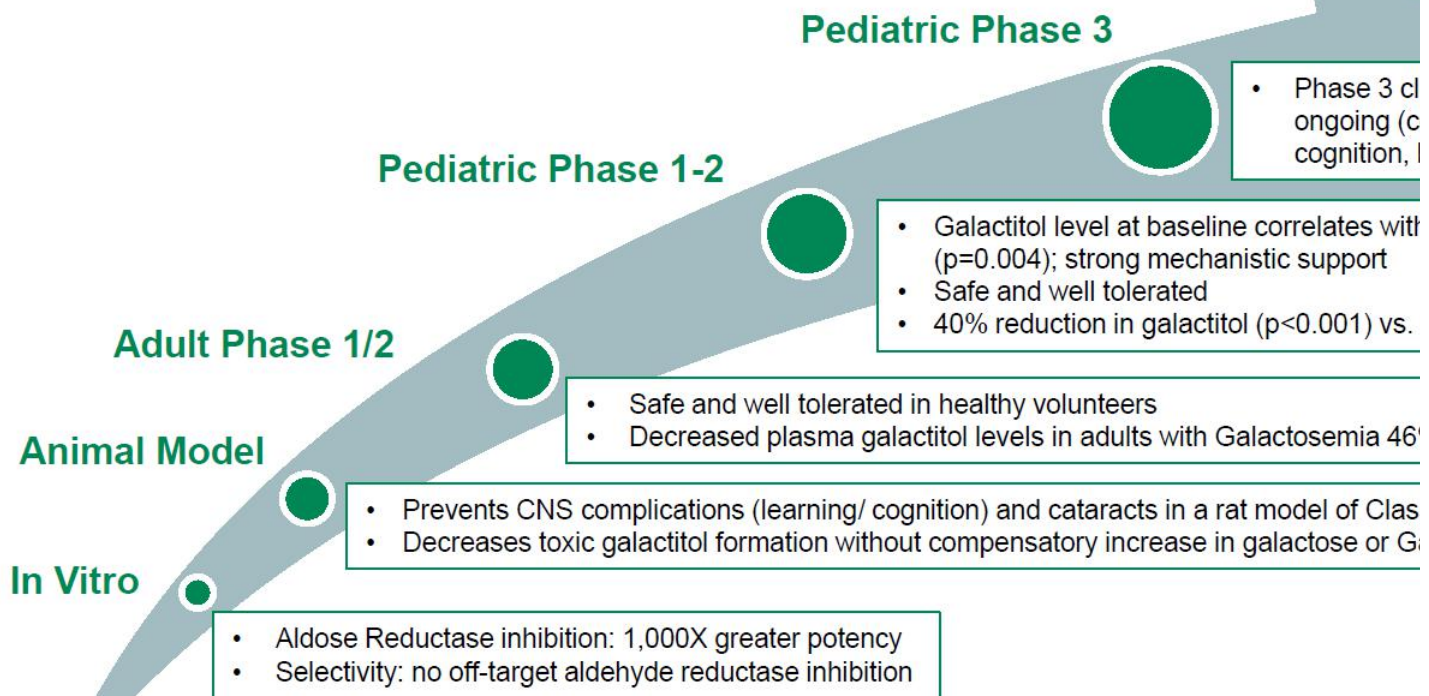 Pediatric Phase 3
• Phase 3
ongoing
cognition,
Pediatric Phase 1-2
• Galactitol level at baseline correlates with
(p=0.004); strong mechanistic support
• Safe and well tolerated
• 40% reduction in galactitol (p<0.001) vs.
Adult Phase 1/2
• Safe and well tolerated in healthy volunteers
• Decreased plasma galactitol levels in adults with Galactosemia 46
Animal Model
• Prevents CNS complications (learning/ cognition) and cataracts in a rat model of
• Decreases toxic galactitol formation without compensatory increase in galactose or
In Vitro
• Aldose Reductase inhibition: 1,000X greater potency
• Selectivity: no off-target aldehyde reductase inhibition